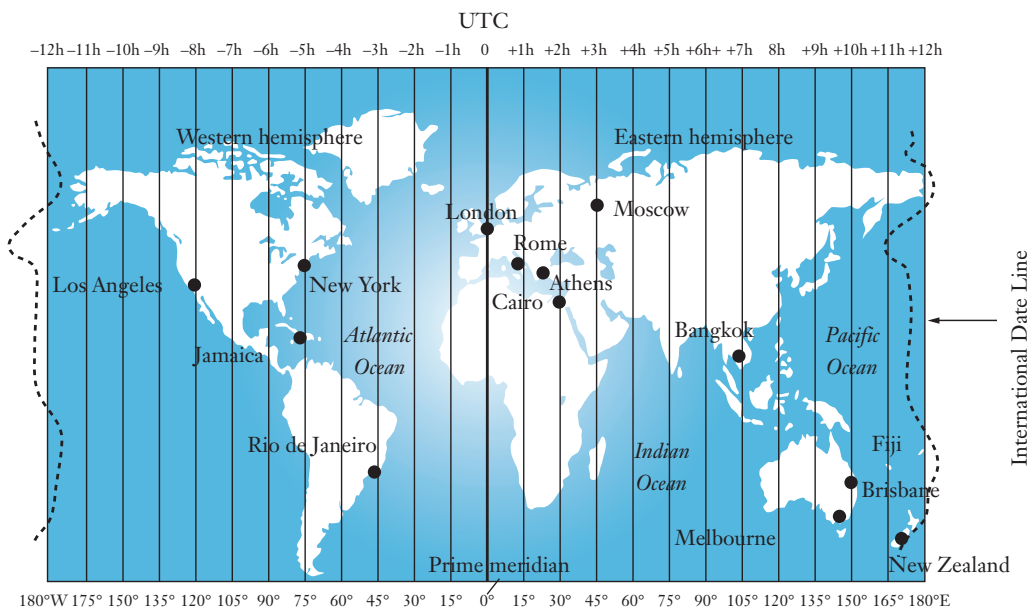 UTC
–12h –11h –10h –9h –8h –7h –6h –5h –4h –3h –2h –1h 0 +1h +2h +3h +5h +6h+ +7h 8h +9h +10h +11h +12h
Western hemisphere
Eastern hemisphere
London
Moscow
Rome
Los Angeles
New York
Athens
Cairo
Jamaica
Atlantic
Ocean
Bangkok
Pacific
Ocean
International Date Line
Rio de Janeiro
Indian
Ocean
Fiji
Brisbane
Melbourne
Prime meridian
New Zealand
180°W 175° 150° 135° 120° 105° 90° 75° 60° 45° 30° 15° 0° 15° 30° 45° 60° 75° 90° 105° 120° 135° 150° 165° 180°E